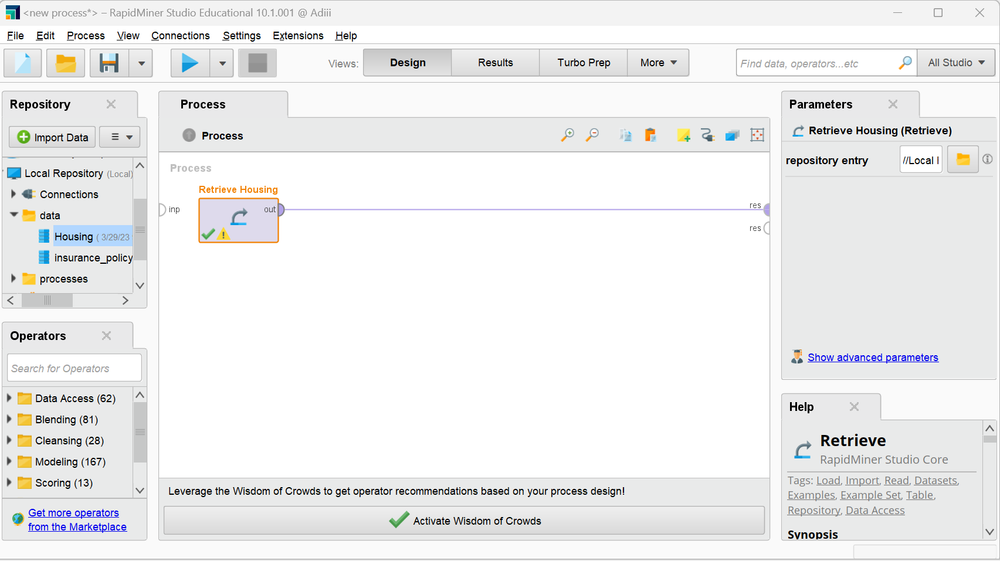 <new process*> – RapidMiner Studio Educational 10.1.001 @ Adiii
File Edit Process View Connections Settings Extensions Help
Views: Design Results Turbo Prep More
Find data, operators...etc
All Studio
Repository
Import Data
Local Repository (Local)
Connections
data
Housing ( 3/29/23
insurance_policy
processes
Operators
Search for Operators
Data Access (62)
Blending (81)
Cleansing (28)
Modeling (167)
Scoring (13)
Get more operators
from the Marketplace
Process
Process
Process
Retrieve Housing
inp
out
res
res
Leverage the Wisdom of Crowds to get operator recommendations based on your process design!
Activate Wisdom of Crowds
Parameters
Retrieve Housing (Retrieve)
repository entry
//Local
Show advanced parameters
Help
Retrieve
RapidMiner Studio Core
Tags: Load, Import, Read, Datasets,
Examples, Example Set, Table,
Repository, Data Access
Synopsis